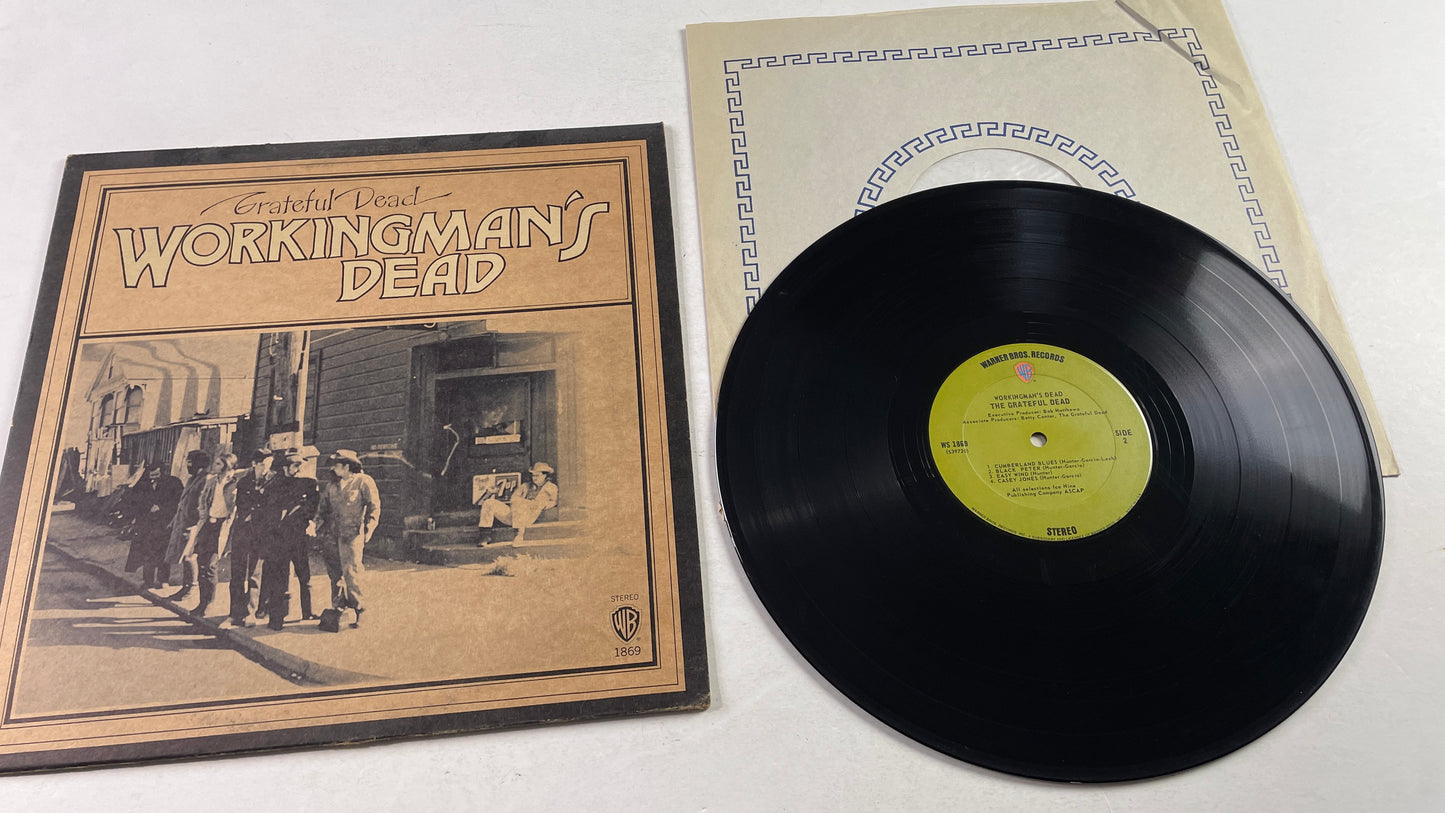 Grateful Dead
WORKINGMAN'S
DEAD
7up
STEREO
WB
1869
WARNER BROS. RECORDS
WB
WORKINGMAN'S DEAD
THE GRATEFUL DEAD
Executive Producer: Bob Matthews
Associate Producers: Betty Cantor, The Grateful Dead
WS 1869
(S39721)
SIDE
2
1. CUMBERLAND BLUES (Hunter-Garcia-Lesh)
2. BLACK PETER (Hunter-Garcia)
3. EASY WIND (Hunter)
4. CASEY JONES (Hunter-Garcia)
All selections Ice Nine
Publishing Company ASCAP
STEREO